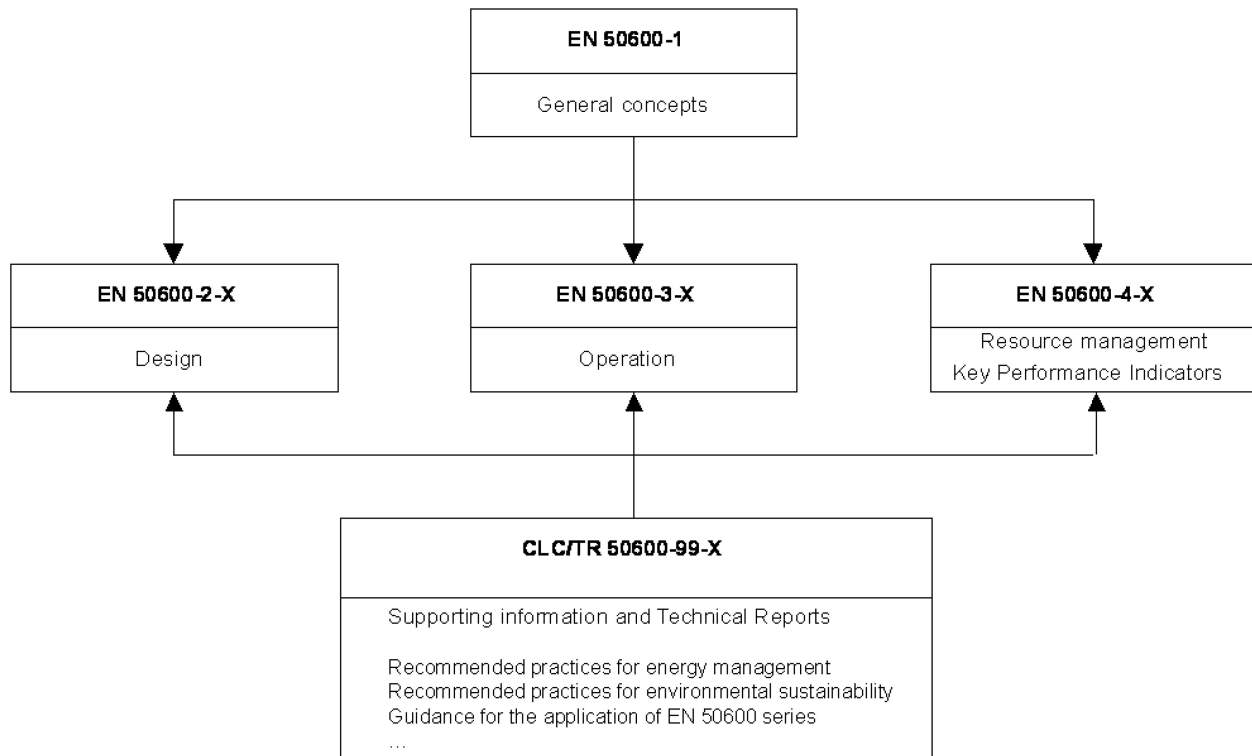 EN 50600-1
General concepts
EN 50600-2-X
Design
EN 50600-3-X
Operation
EN 50600-4-X
Resource management
Key Performance Indicators
CLC/TR 50600-99-X
Supporting information and Technical Reports
Recommended practices for energy management
Recommended practices for environmental sustainability
Guidance for the application of EN 50600 series
...